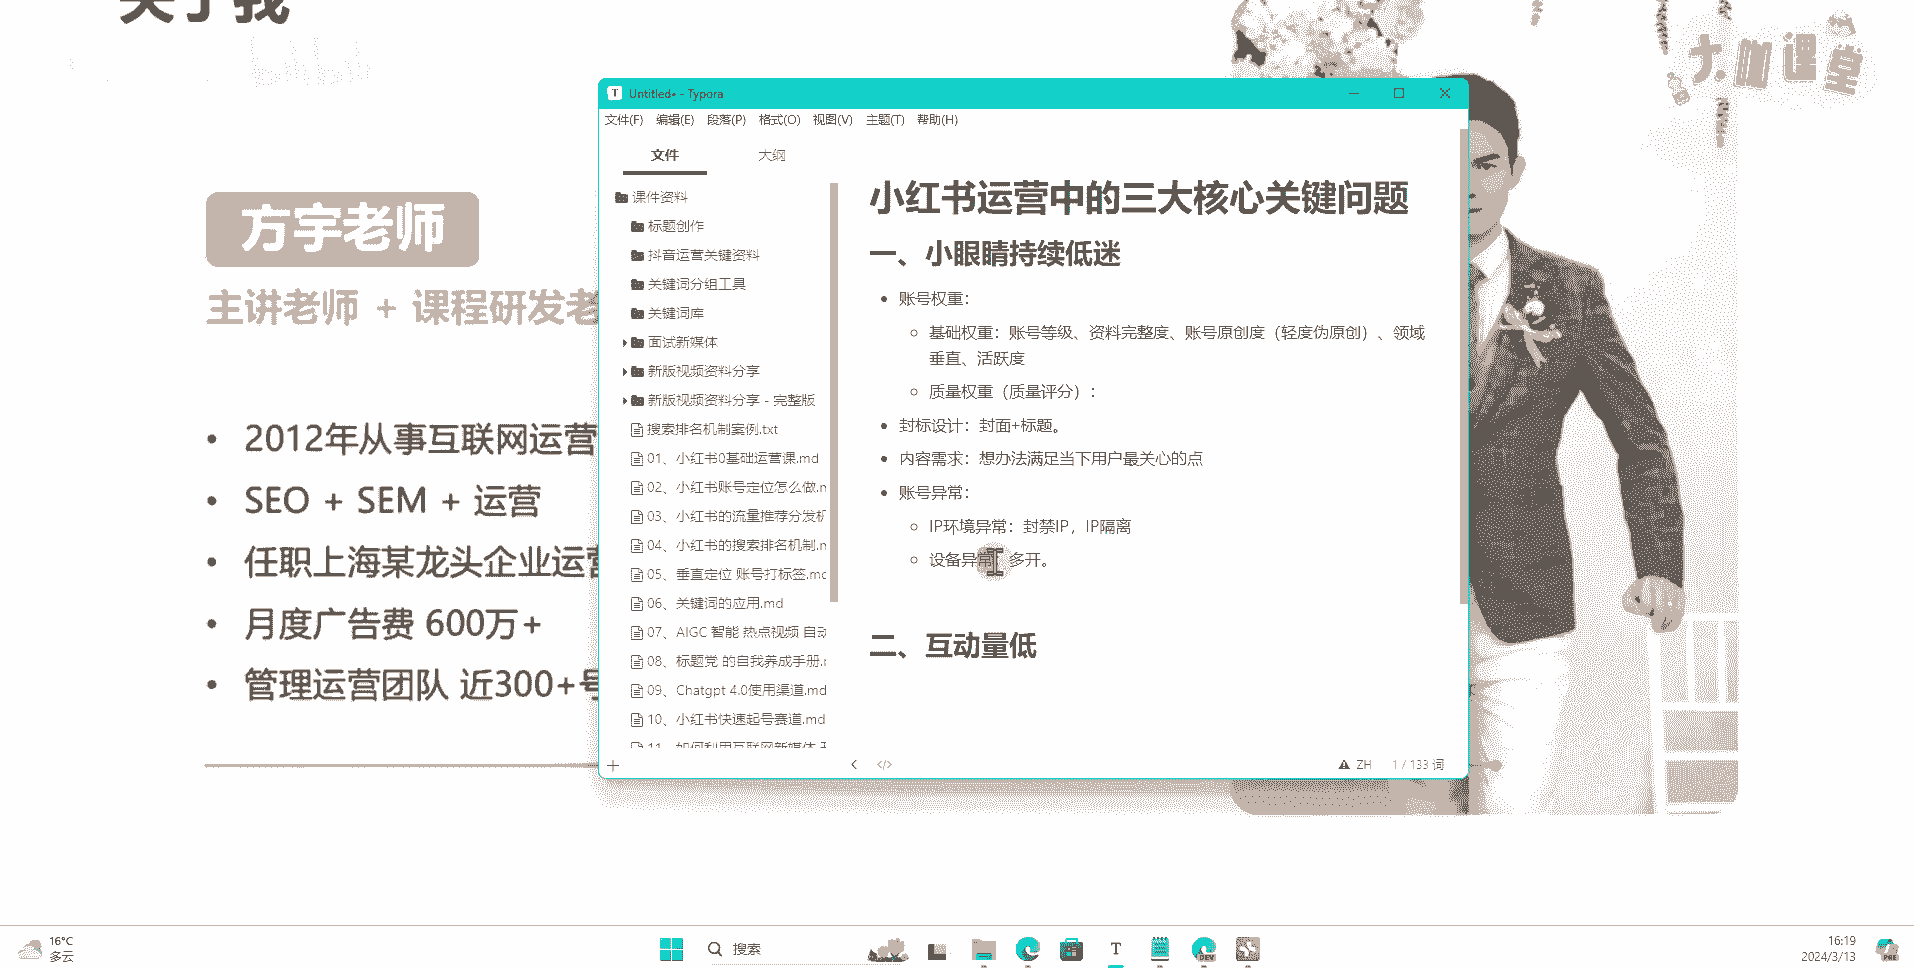 关于我
大咖课堂
方宇老师
主讲老师 + 课程研发老
2012年从事互联网运营
SEO + SEM + 运营
任职上海某龙头企业运营
月度广告费 600万+
管理运营团队 近300+号
Untitled• - Typora
文件(F) 编辑(E) 段落(P) 格式(O) 视图(V) 主题(T) 帮助(H)
文件 大纲
课件资料
标题创作
抖音运营关键资料
关键词分组工具
关键词库
面试新媒体
新版视频资料分享
新版视频资料分享 - 完整版
搜索排名机制案例.txt
01、小红书0基础运营课.md
02、小红书账号定位怎么做.m
03、小红书的流量推荐分发机
04、小红书的搜索排名机制.m
05、垂直定位 账号打标签.md
06、关键词的应用.md
07、AIGC 智能 热点视频 自动
08、标题党 的自我养成手册.m
09、Chatgpt 4.0使用渠道.md
10、小红书快速起号赛道.md
11、如何利用互联网新媒体
小红书运营中的三大核心关键问题
一、小眼睛持续低迷
账号权重：
基础权重：账号等级、资料完整度、账号原创度（轻度伪原创）、领域
垂直、活跃度
质量权重（质量评分）：
封标设计：封面+标题。
内容需求：想办法满足当下用户最关心的点
账号异常：
IP环境异常：封禁IP，IP隔离
设备异常：多开。
二、互动量低
</> ZH 1 / 133 词
16°C
多云
搜索
DEV
16:19
2024/3/13
PRE